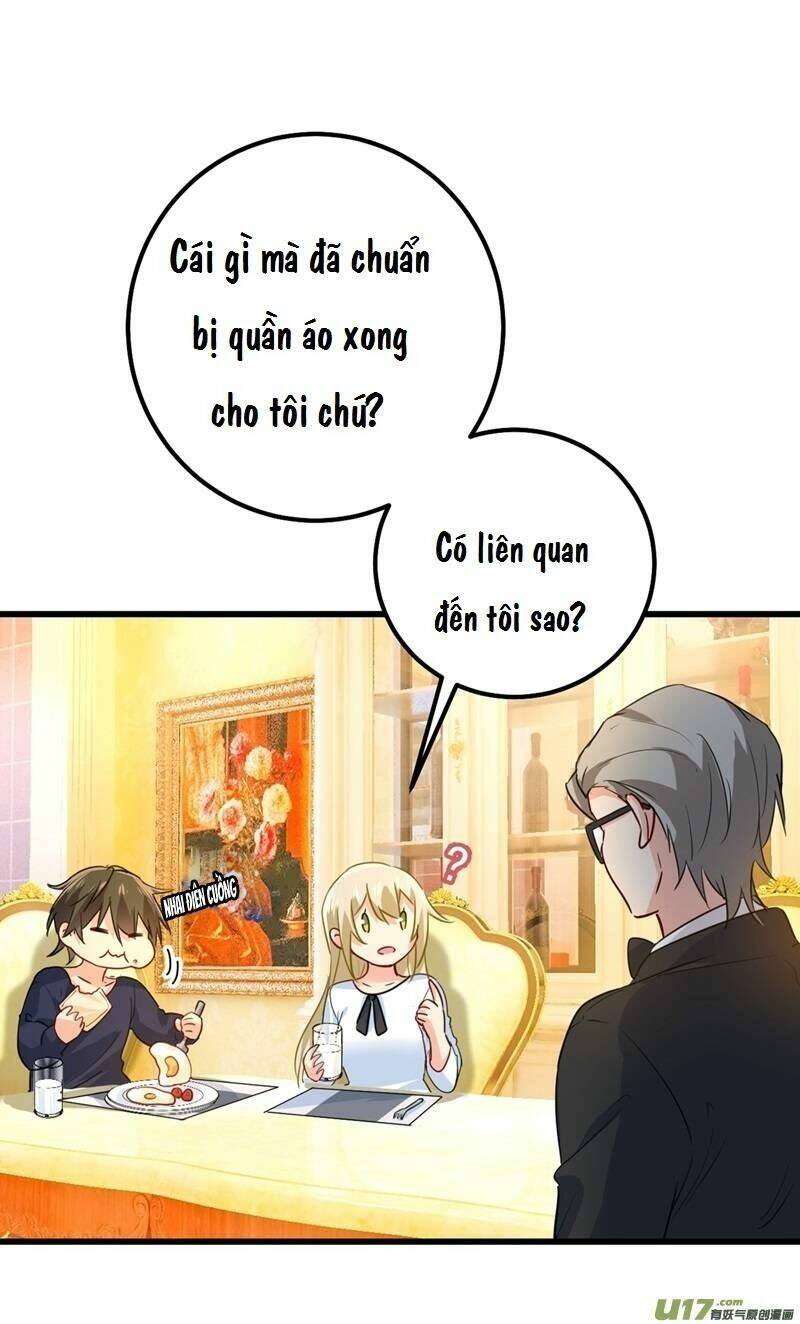 Cái gì mà đã chuẩn
bị quần áo xong
cho tôi chứ?
Có liên quan
đến tôi sao?
?
NHAI ĐIÊN CUỒNG
U17.com
有妖气原创漫画